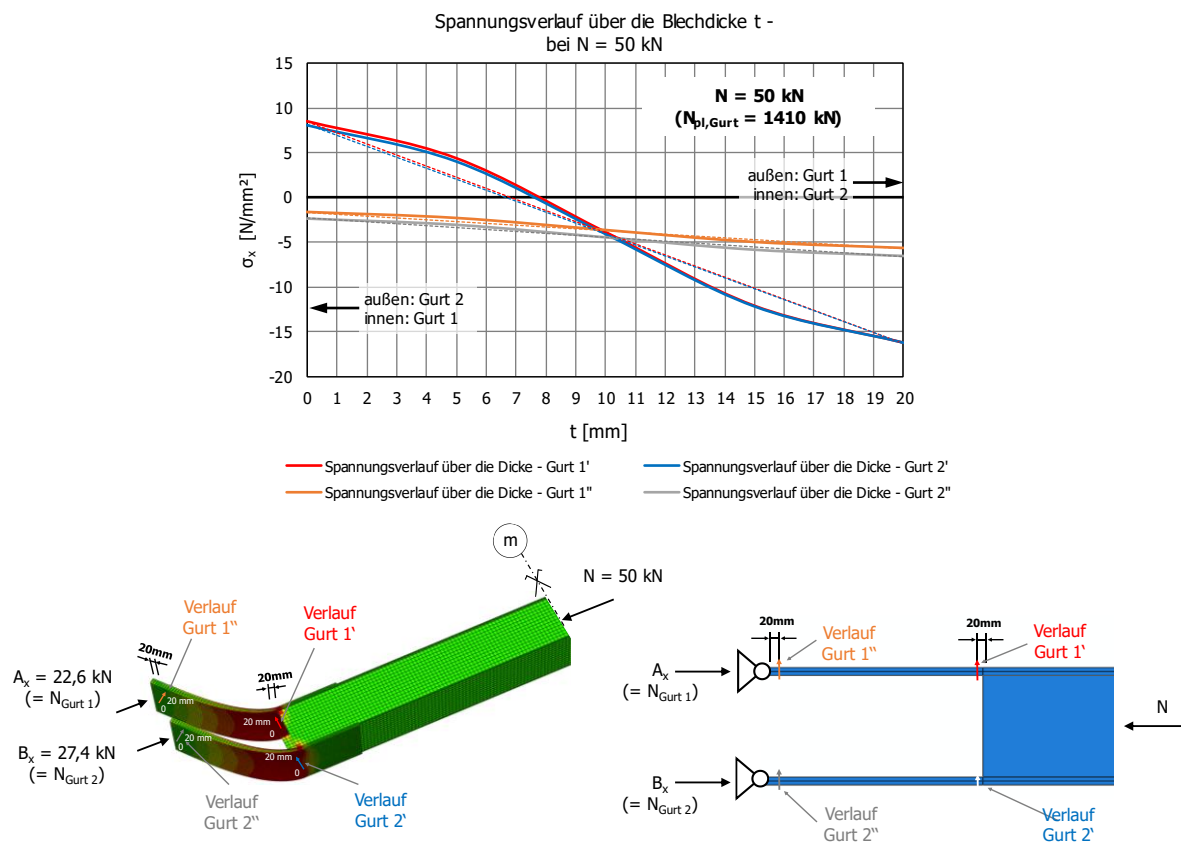 Spannungsverlauf über die Blechdicke t -
bei N = 50 kN
N = 50 kN
(Npl,Gurt = 1410 kN)
15
10
5
0
-5
-10
-15
-20
σx [N/mm²]
außen: Gurt 1
innen: Gurt 2
außen: Gurt 2
innen: Gurt 1
0 1 2 3 4 5 6 7 8 9 10 11 12 13 14 15 16 17 18 19 20
t [mm]
Spannungsverlauf über die Dicke - Gurt 1'
Spannungsverlauf über die Dicke - Gurt 2'
Spannungsverlauf über die Dicke - Gurt 1"
Spannungsverlauf über die Dicke - Gurt 2"
m
N = 50 kN
Verlauf
Gurt 1“
Verlauf
Gurt 1‘
20mm
20mm
Ax = 22,6 kN
(= NGurt 1)
20 mm
0
20 mm
0
Bx = 27,4 kN
(= NGurt 2)
20 mm
0
20 mm
0
Verlauf
Gurt 2“
Verlauf
Gurt 2‘
20mm
Verlauf
Gurt 1“
20mm
Verlauf
Gurt 1‘
Ax
(= NGurt 1)
N
Bx
(= NGurt 2)
Verlauf
Gurt 2“
Verlauf
Gurt 2‘